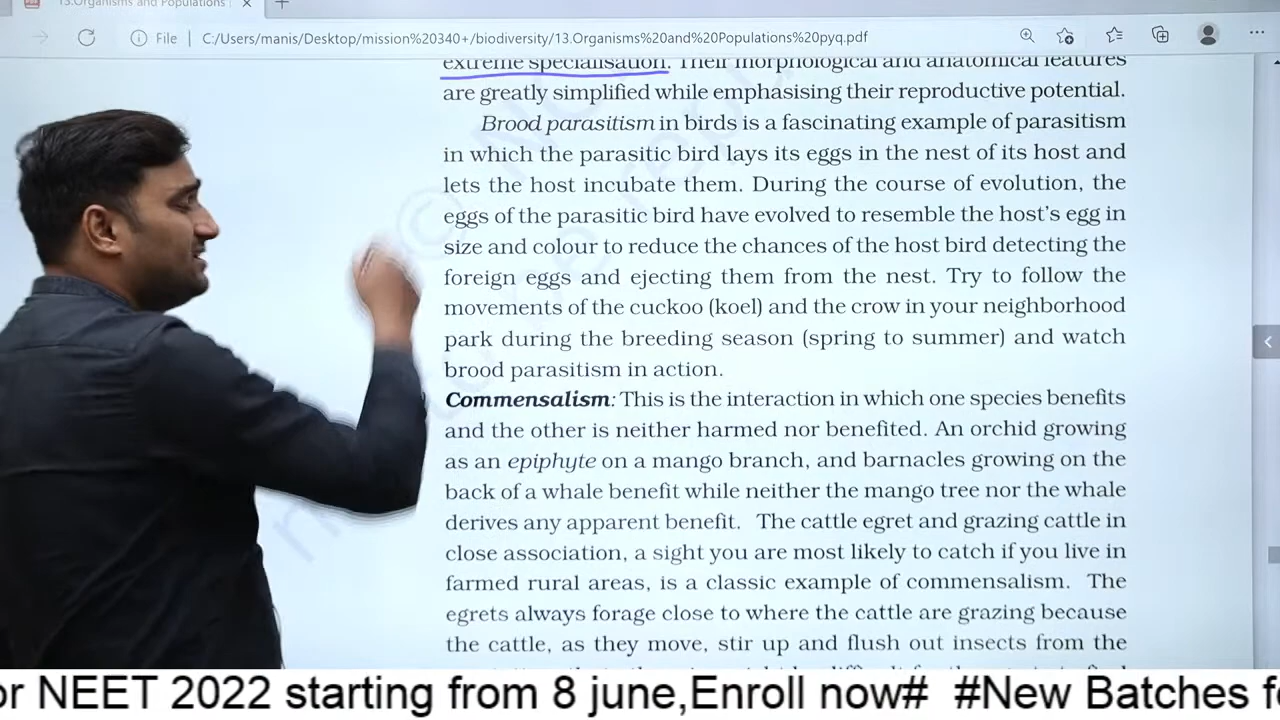 13.Organisms and Populations
File
C:/Users/manis/Desktop/mission%20340+/biodiversity/13.Organisms%20and%20Populations%20pyq.pdf
extreme specialisation. Their morphological and anatomical features
are greatly simplified while emphasising their reproductive potential.
Brood parasitism in birds is a fascinating example of parasitism
in which the parasitic bird lays its eggs in the nest of its host and
lets the host incubate them. During the course of evolution, the
eggs of the parasitic bird have evolved to resemble the host's egg in
size and colour to reduce the chances of the host bird detecting the
foreign eggs and ejecting them from the nest. Try to follow the
movements of the cuckoo (koel) and the crow in your neighborhood
park during the breeding season (spring to summer) and watch
brood parasitism in action.
Commensalism: This is the interaction in which one species benefits
and the other is neither harmed nor benefited. An orchid growing
as an epiphyte on a mango branch, and barnacles growing on the
back of a whale benefit while neither the mango tree nor the whale
derives any apparent benefit. The cattle egret and grazing cattle in
close association, a sight you are most likely to catch if you live in
farmed rural areas, is a classic example of commensalism. The
egrets always forage close to where the cattle are grazing because
the cattle, as they move, stir up and flush out insects from the
or NEET 2022 starting from 8 june,Enroll now# #New Batches f